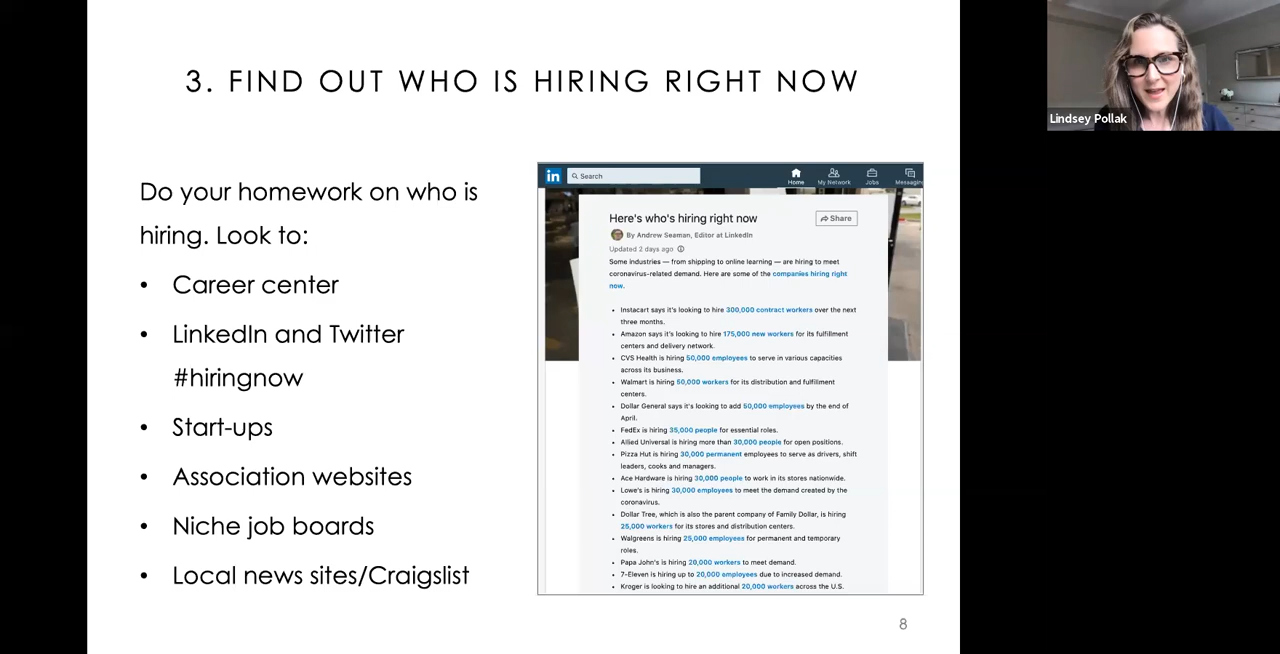 3. FIND OUT WHO IS HIRING RIGHT NOW
Lindsey Pollak
Do your homework on who is
hiring. Look to:
• Career center
• LinkedIn and Twitter
#hiringnow
• Start-ups
• Association websites
• Niche job boards
• Local news sites/Craigslist
in
Search
Home
My Network
Jobs
Messaging
Here's who's hiring right now
Share
By Andrew Seaman, Editor at LinkedIn
Updated 2 days ago
Some industries — from shipping to online learning — are hiring to meet
coronavirus-related demand. Here are some of the companies hiring right
now.
• Instacart says it's looking to hire 300,000 contract workers over the next
three months.
• Amazon says it's looking to hire 175,000 new workers for its fulfillment
centers and delivery network.
• CVS Health is hiring 50,000 employees to serve in various capacities
across its business.
• Walmart is hiring 50,000 workers for its distribution and fulfillment
centers.
• Dollar General says it's looking to add 50,000 employees by the end of
April.
• FedEx is hiring 35,000 people for essential roles.
• Allied Universal is hiring more than 30,000 people for open positions.
• Pizza Hut is hiring 30,000 permanent employees to serve as drivers, shift
leaders, cooks and managers.
• Ace Hardware is hiring 30,000 people to work in its stores nationwide.
• Lowe's is hiring 30,000 employees to meet the demand created by the
coronavirus.
• Dollar Tree, which is also the parent company of Family Dollar, is hiring
25,000 workers for its stores and distribution centers.
• Walgreens is hiring 25,000 employees for permanent and temporary
roles.
• Papa John's is hiring 20,000 workers to meet demand.
• 7-Eleven is hiring up to 20,000 employees due to increased demand.
• Kroger is looking to hire an additional 20,000 workers across the U.S.
8